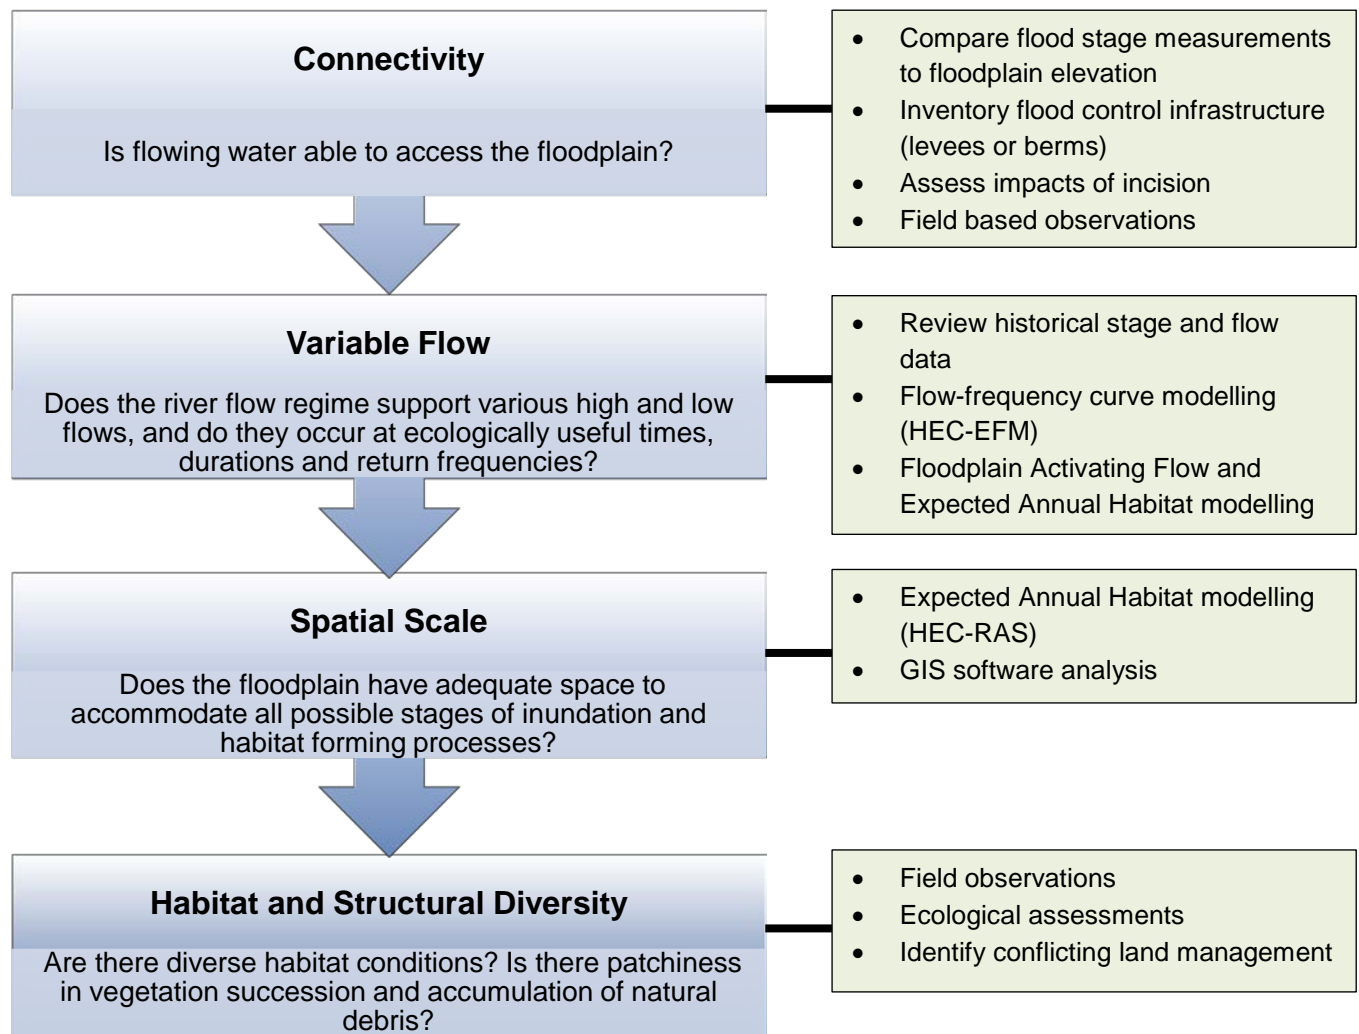 Connectivity
Is flowing water able to access the floodplain?
• Compare flood stage measurements
to floodplain elevation
• Inventory flood control infrastructure
(levees or berms)
• Assess impacts of incision
• Field based observations
Variable Flow
Does the river flow regime support various high and low
flows, and do they occur at ecologically useful times,
durations and return frequencies?
• Review historical stage and flow
data
• Flow-frequency curve modelling
(HEC-EFM)
• Floodplain Activating Flow and
Expected Annual Habitat modelling
Spatial Scale
Does the floodplain have adequate space to
accommodate all possible stages of inundation and
habitat forming processes?
• Expected Annual Habitat modelling
(HEC-RAS)
• GIS software analysis
Habitat and Structural Diversity
Are there diverse habitat conditions? Is there patchiness
in vegetation succession and accumulation of natural
debris?
• Field observations
• Ecological assessments
• Identify conflicting land management